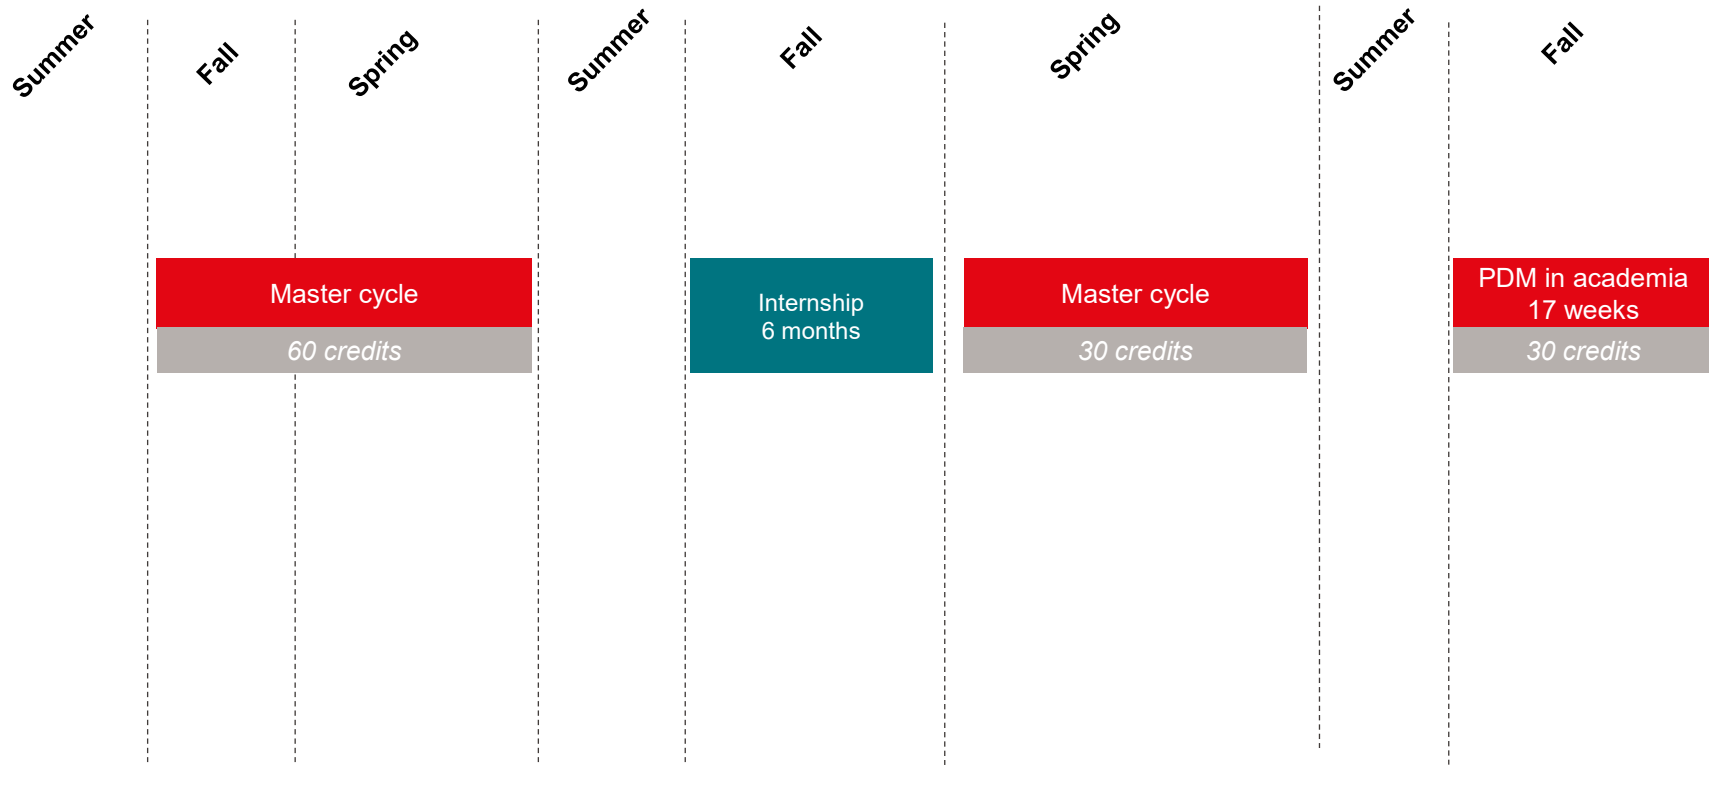 Summer
Fall
Spring
Summer
Fall
Spring
Summer
Fall
Master cycle
60 credits
Internship
6 months
Master cycle
30 credits
PDM in academia
17 weeks
30 credits